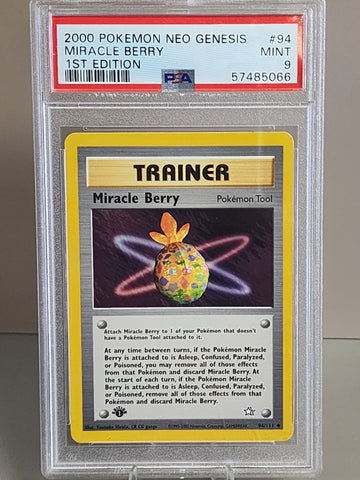 2000 POKEMON NEO GENESIS #94
MIRACLE BERRY MINT
1ST EDITION 9
PSA 57485066
TRAINER
Miracle Berry Pokémon Tool
Attach Miracle Berry to 1 of your Pokémon that doesn't
have a Pokémon Tool attached to it.
At any time between turns, if the Pokémon Miracle
Berry is attached to is Asleep, Confused, Paralyzed,
or Poisoned, you may remove all of those effects
from that Pokémon and discard Miracle Berry. At
the start of each turn, if the Pokémon Miracle
Berry is attached to is Asleep, Confused, Paralyzed,
or Poisoned, remove all of those effects from that
Pokémon and discard Miracle Berry.
Illus. CR CG gangs 94/111